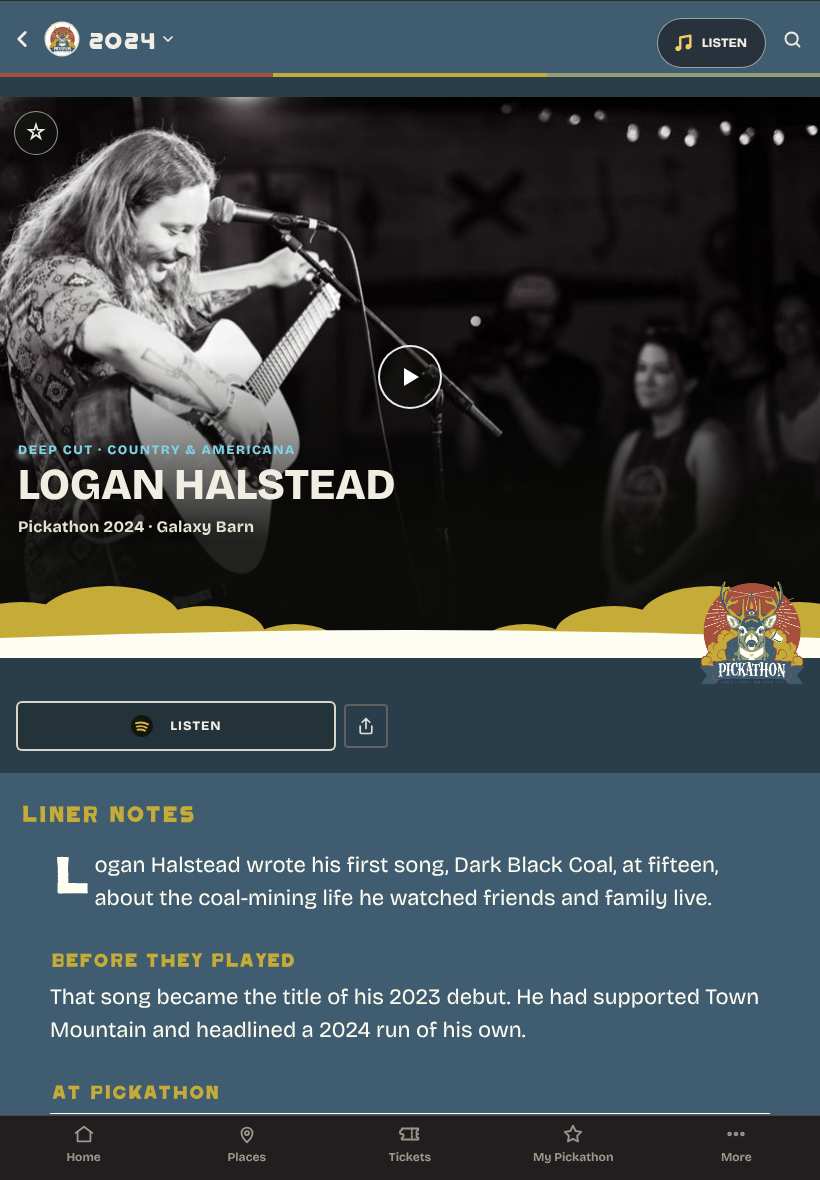 2024
LISTEN
DEEP CUT · COUNTRY & AMERICANA
LOGAN HALSTEAD
Pickathon 2024 · Galaxy Barn
PICKATHON
LISTEN
LINER NOTES
Logan Halstead wrote his first song, Dark Black Coal, at fifteen,
about the coal-mining life he watched friends and family live.
BEFORE THEY PLAYED
That song became the title of his 2023 debut. He had supported Town
Mountain and headlined a 2024 run of his own.
AT PICKATHON
Home
Places
Tickets
My Pickathon
More